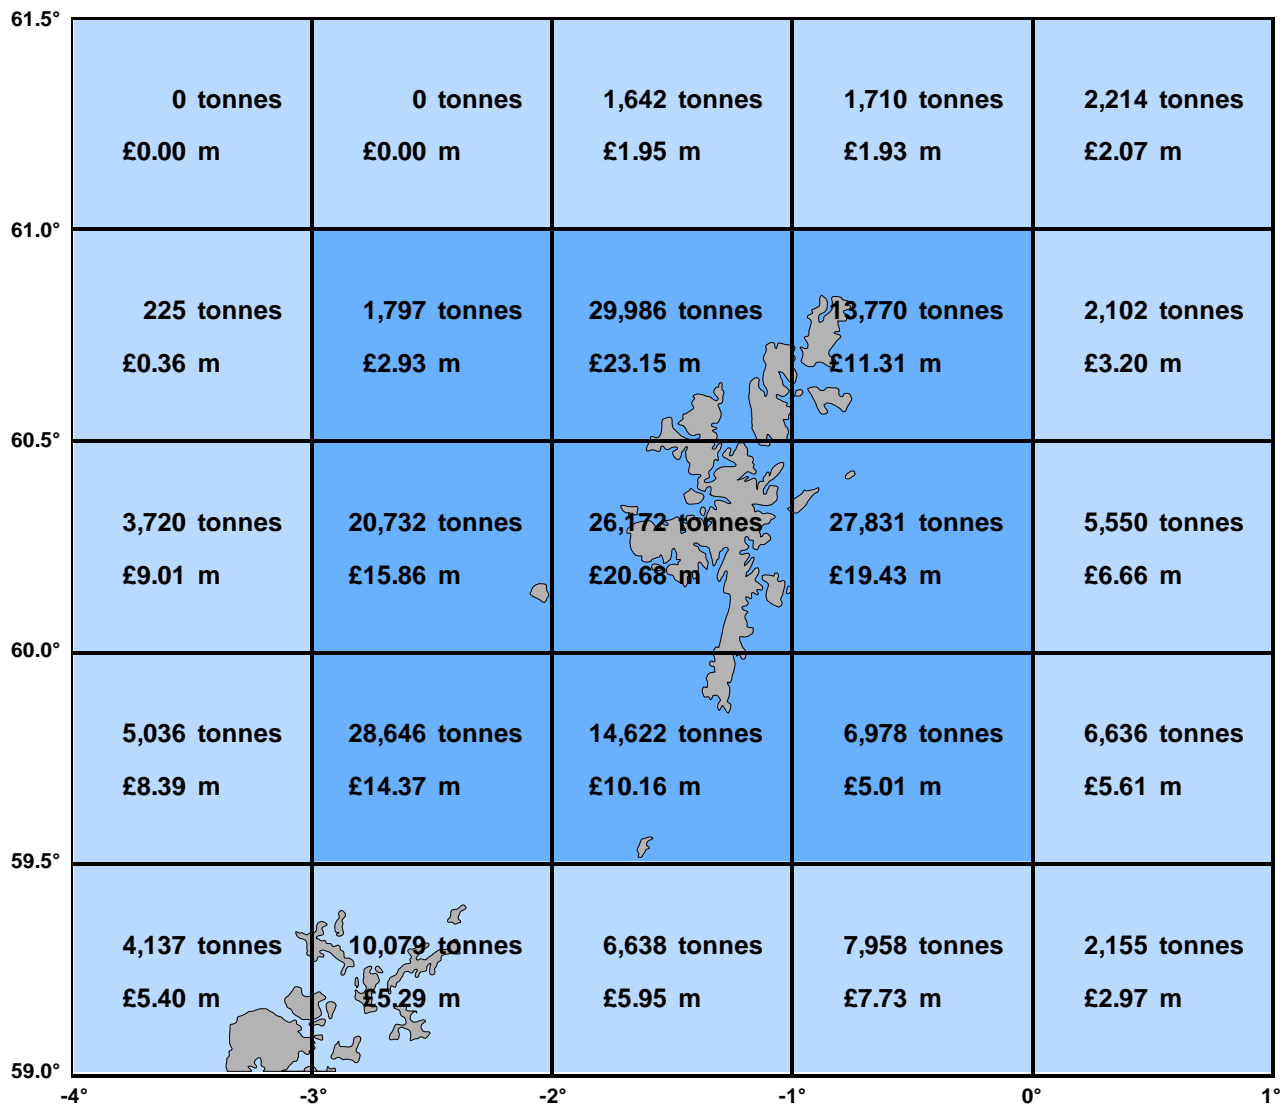 61.5°
0 tonnes 0 tonnes 1,642 tonnes 1,710 tonnes 2,214 tonnes
£0.00 m £0.00 m £1.95 m £1.93 m £2.07 m
61.0°
225 tonnes 1,797 tonnes 29,986 tonnes 13,770 tonnes 2,102 tonnes
£0.36 m £2.93 m £23.15 m £11.31 m £3.20 m
60.5°
3,720 tonnes 20,732 tonnes 26,172 tonnes 27,831 tonnes 5,550 tonnes
£9.01 m £15.86 m £20.68 m £19.43 m £6.66 m
60.0°
5,036 tonnes 28,646 tonnes 14,622 tonnes 6,978 tonnes 6,636 tonnes
£8.39 m £14.37 m £10.16 m £5.01 m £5.61 m
59.5°
4,137 tonnes 10,079 tonnes 6,638 tonnes 7,958 tonnes 2,155 tonnes
£5.40 m £5.29 m £5.95 m £7.73 m £2.97 m
59.0°
-4° -3° -2° -1° 0° 1°